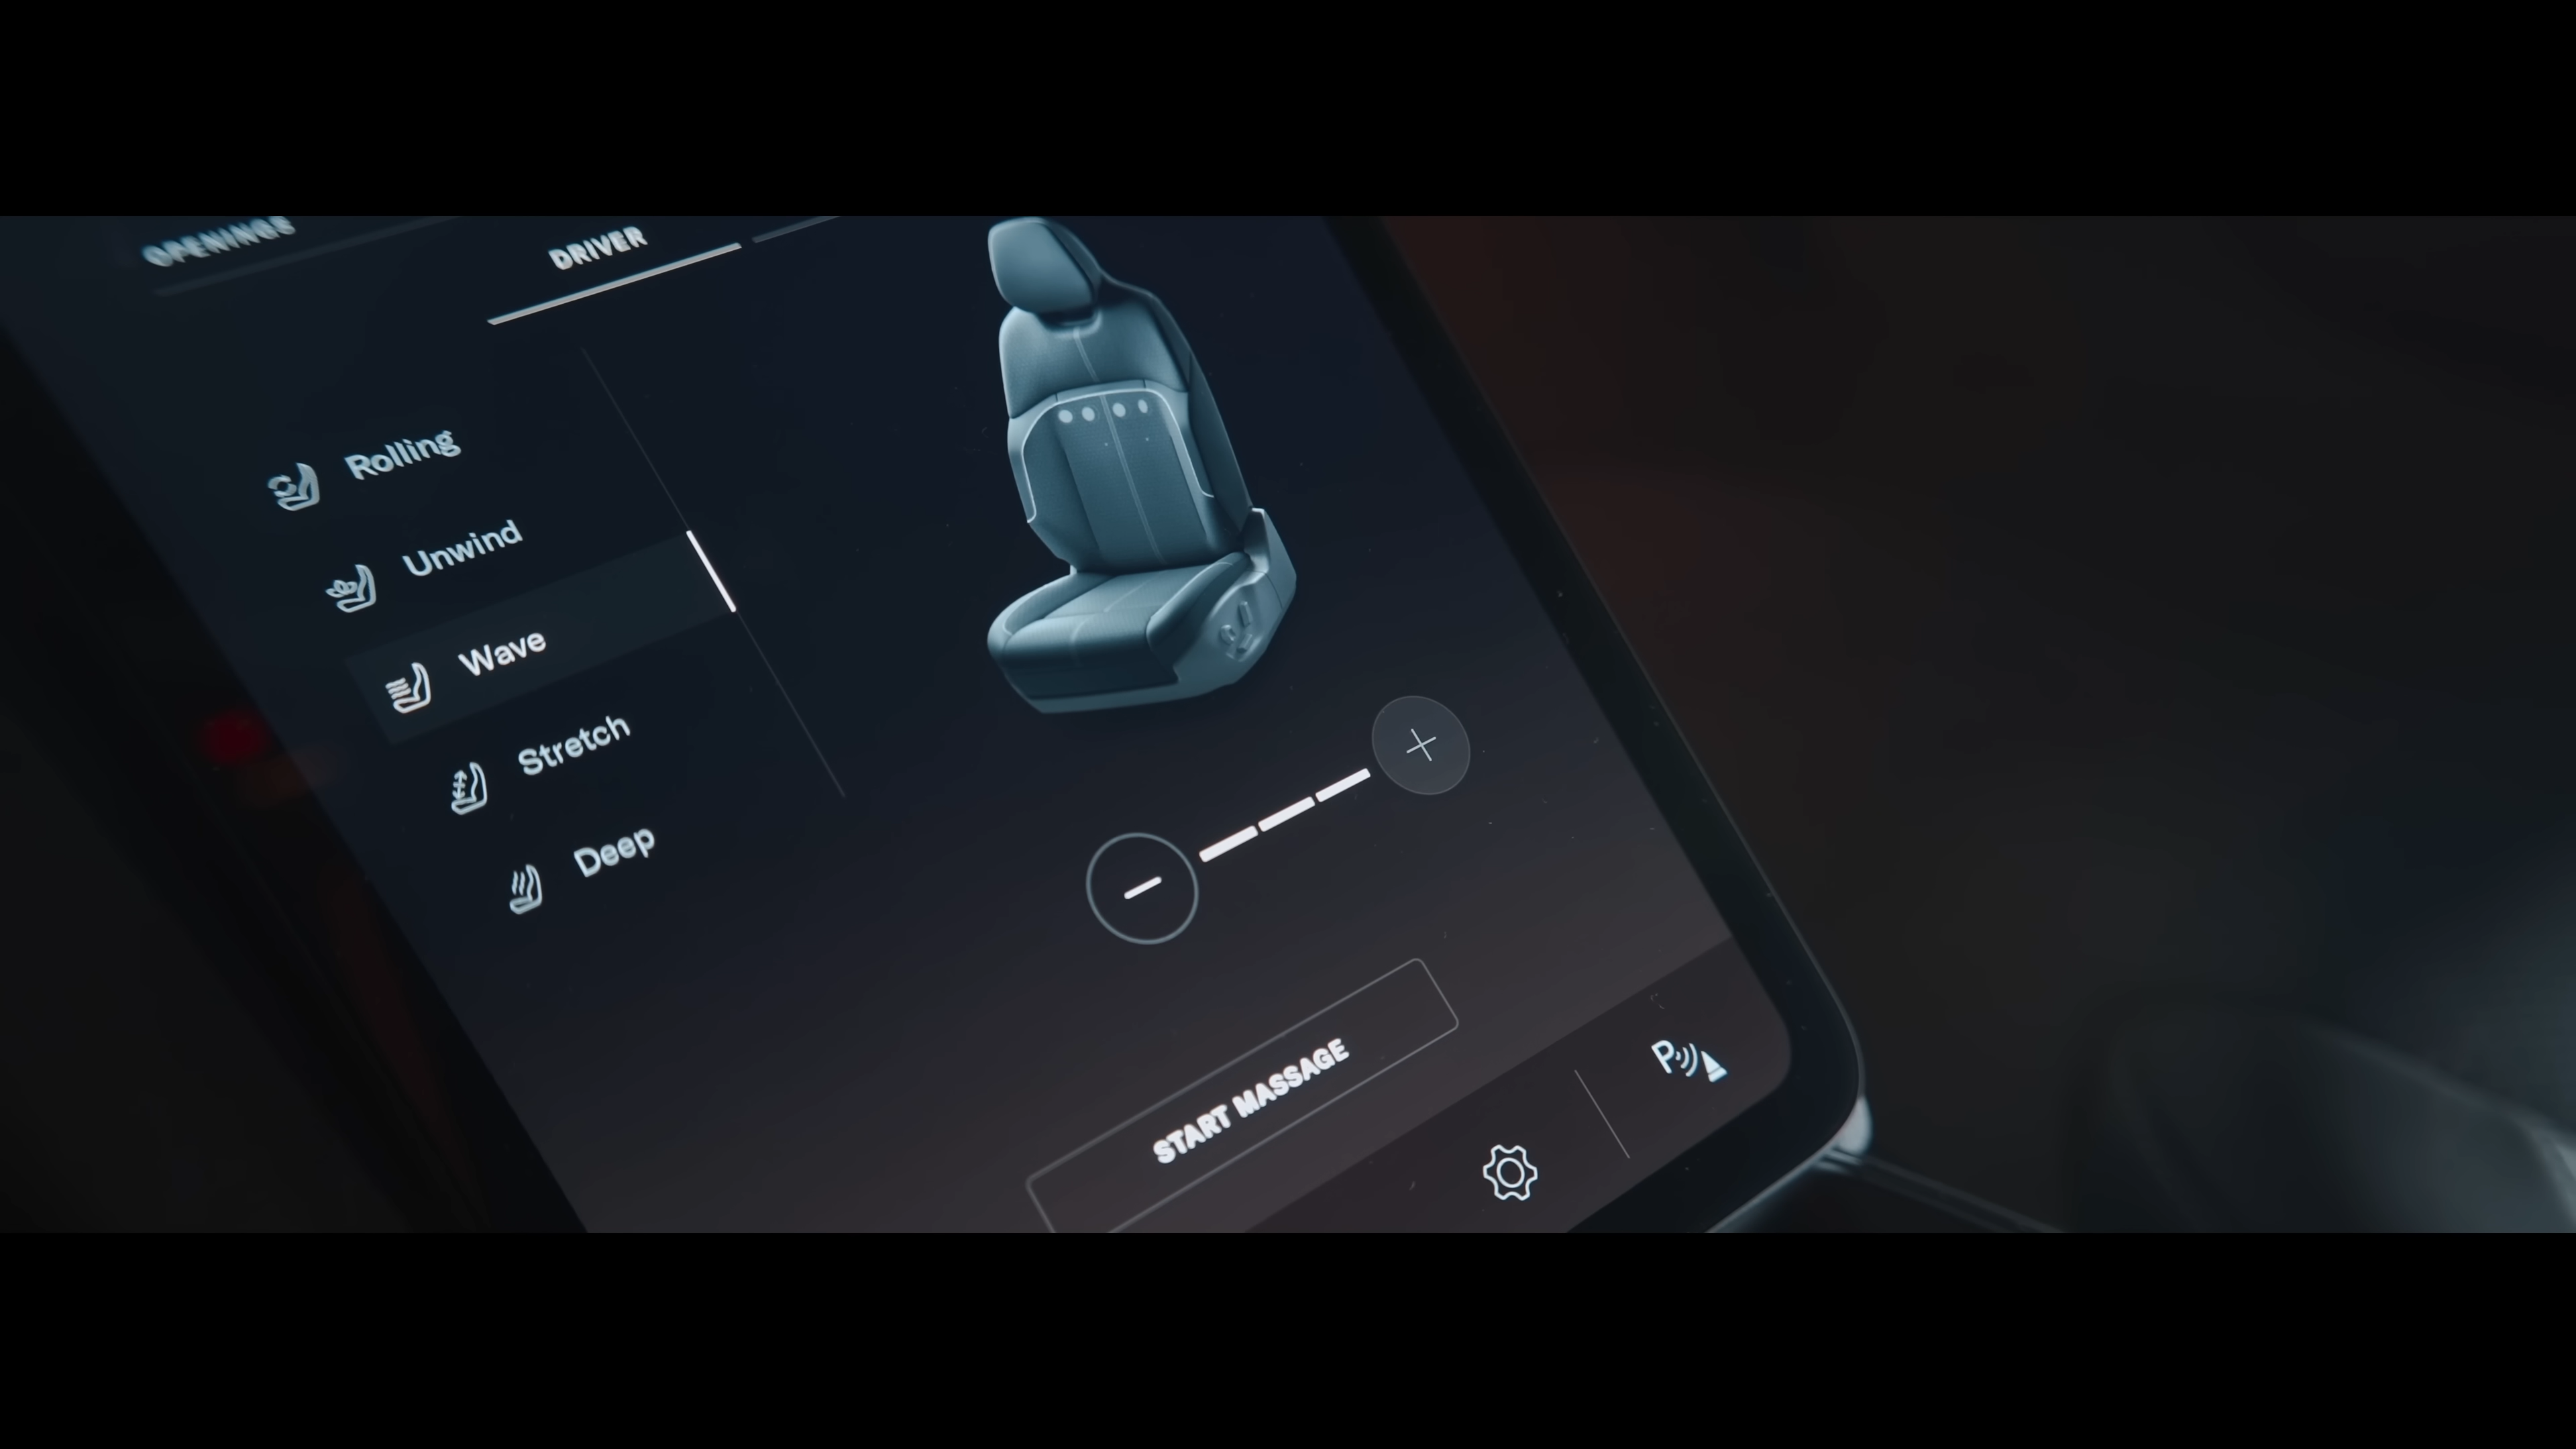 OPENINGS
DRIVER
Rolling
Unwind
Wave
Stretch
Deep
START MASSAGE
P